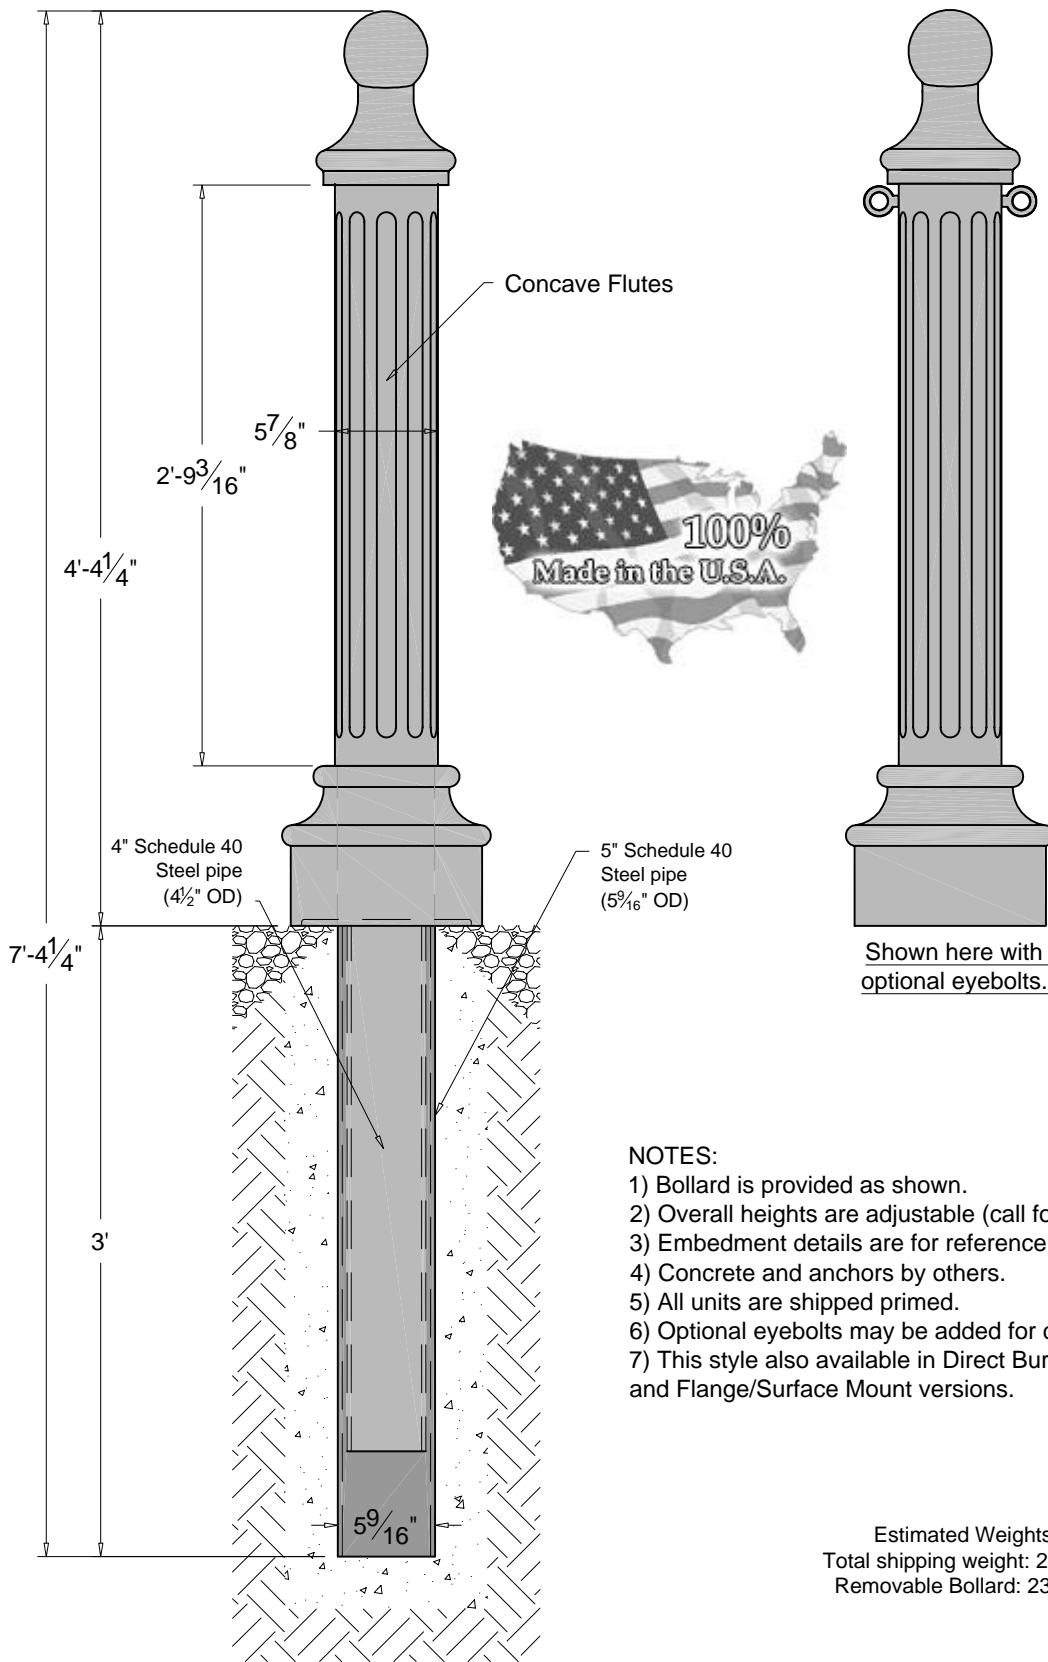 Concave Flutes
5 7/8"
2'-9 3/16"
4'-4 1/4"
100%
Made in the U.S.A.
4" Schedule 40
Steel pipe
(4 1/2" OD)
5" Schedule 40
Steel pipe
(5 9/16" OD)
7'-4 1/4"
Shown here with
optional eyebolts.
3'
NOTES:
1) Bollard is provided as shown.
2) Overall heights are adjustable (call
3) Embedment details are for reference
4) Concrete and anchors by others.
5) All units are shipped primed.
6) Optional eyebolts may be added for
7) This style also available in Direct
and Flange/Surface Mount versions.
5 9/16"
Estimated Weights
Total shipping weight:
Removable Bollard: